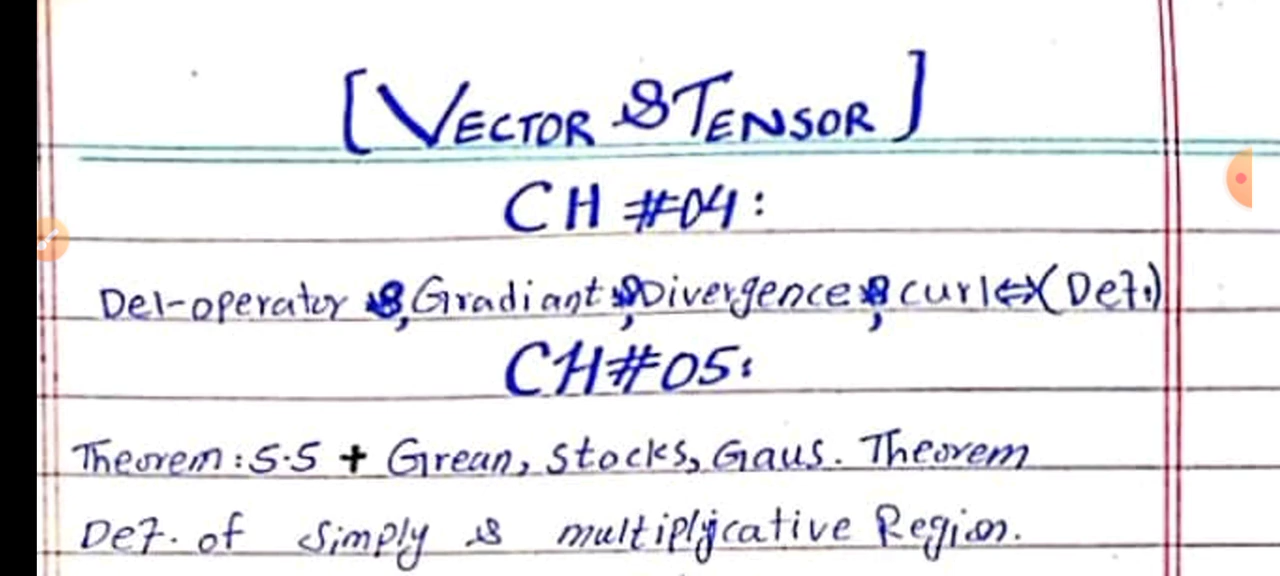 [VECTOR & TENSOR]
CH #04:
Del-operator &, Gradiant &, Divergence &, curl⇔(Def.)
CH#05:
Theorem:5.5 + Grean, Stocks, Gaus. Theorem
Def. of Simply & multiplicative Region.